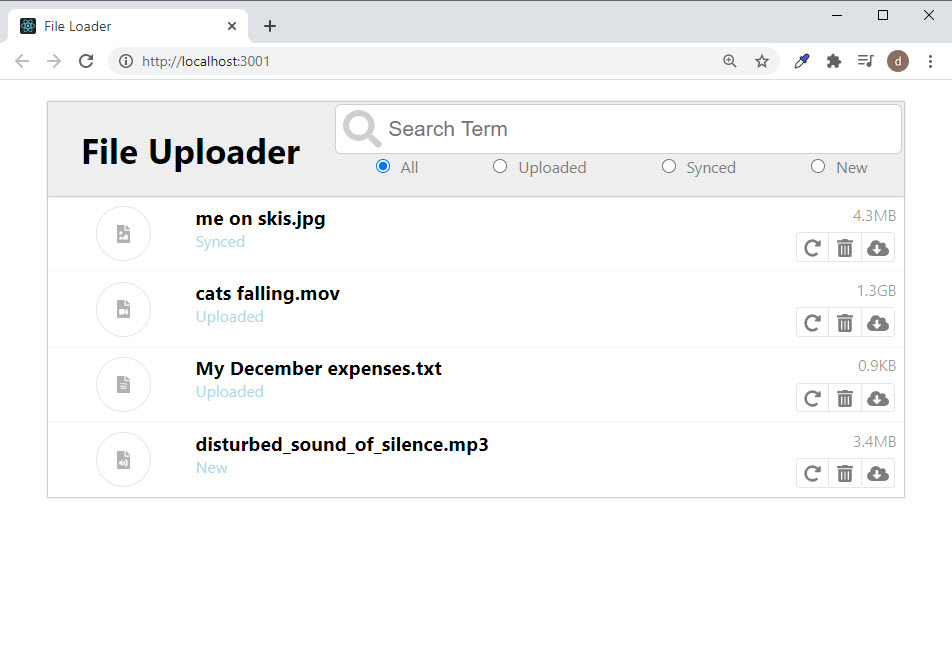 File Loader
http://localhost:3001
d
File Uploader
Search Term
All Uploaded Synced New
me on skis.jpg
4.3MB
Synced
cats falling.mov
1.3GB
Uploaded
My December expenses.txt
0.9KB
Uploaded
disturbed_sound_of_silence.mp3
3.4MB
New